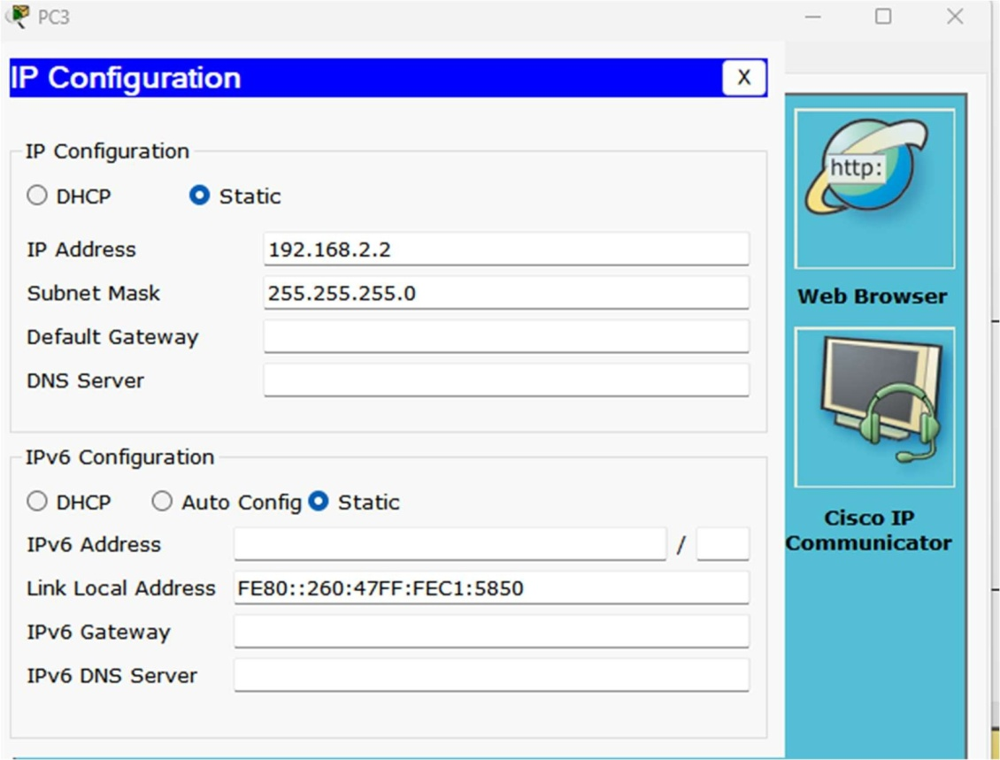 PC3
IP Configuration
X
IP Configuration
DHCP Static
IP Address 192.168.2.2
Subnet Mask 255.255.255.0
Default Gateway
DNS Server
IPv6 Configuration
DHCP Auto Config Static
IPv6 Address /
Link Local Address FE80::260:47FF:FEC1:5850
IPv6 Gateway
IPv6 DNS Server
http:
Web Browser
Cisco IP
Communicator